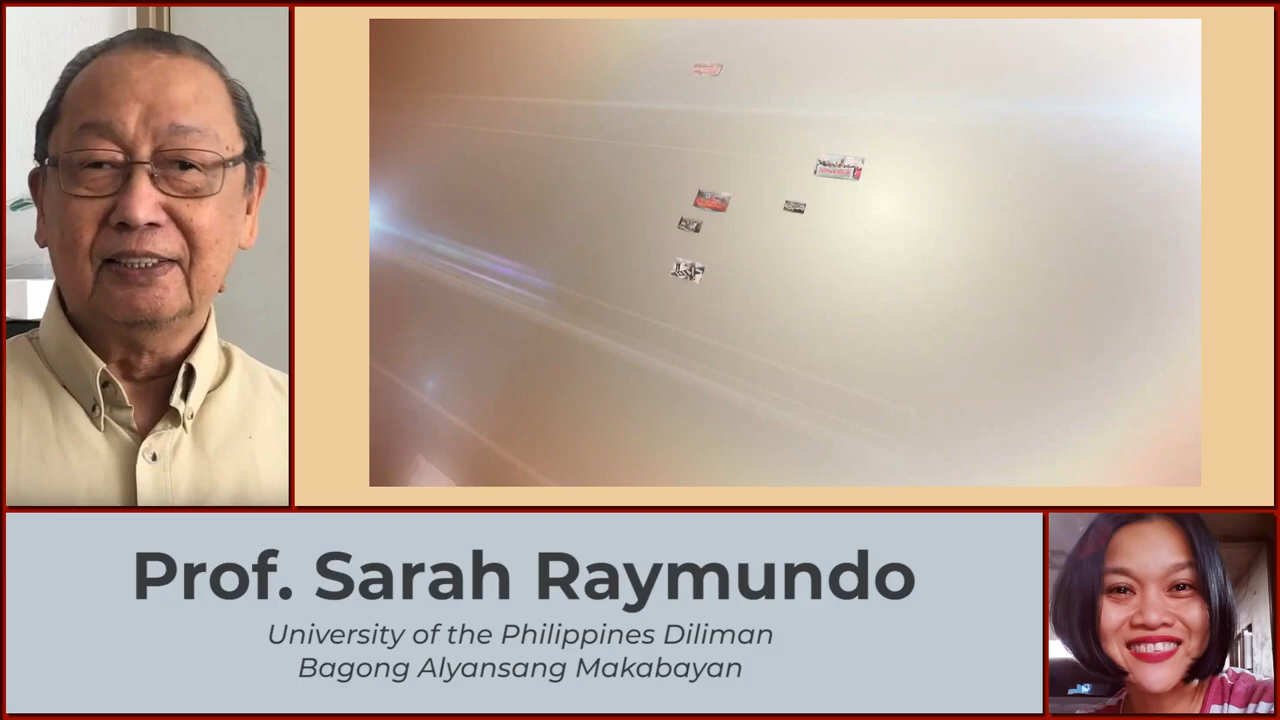 Prof. Sarah Raymundo
University of the Philippines Diliman
Bagong Alyansang Makabayan